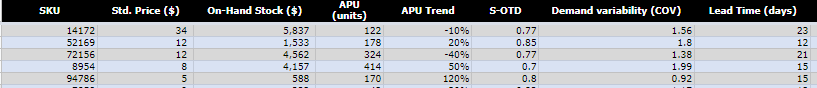 SKU Std. Price ($) On-Hand Stock ($) APU (units) APU Trend S-OTD Demand variability (COV) Lead Time (days)
14172 34 5,837 122 -10% 0.77 1.56 23
52169 12 1,533 178 20% 0.85 1.8 12
72156 12 4,562 324 -40% 0.77 1.38 21
8954 8 4,157 414 50% 0.7 1.99 15
94786 5 588 170 120% 0.8 0.92 15